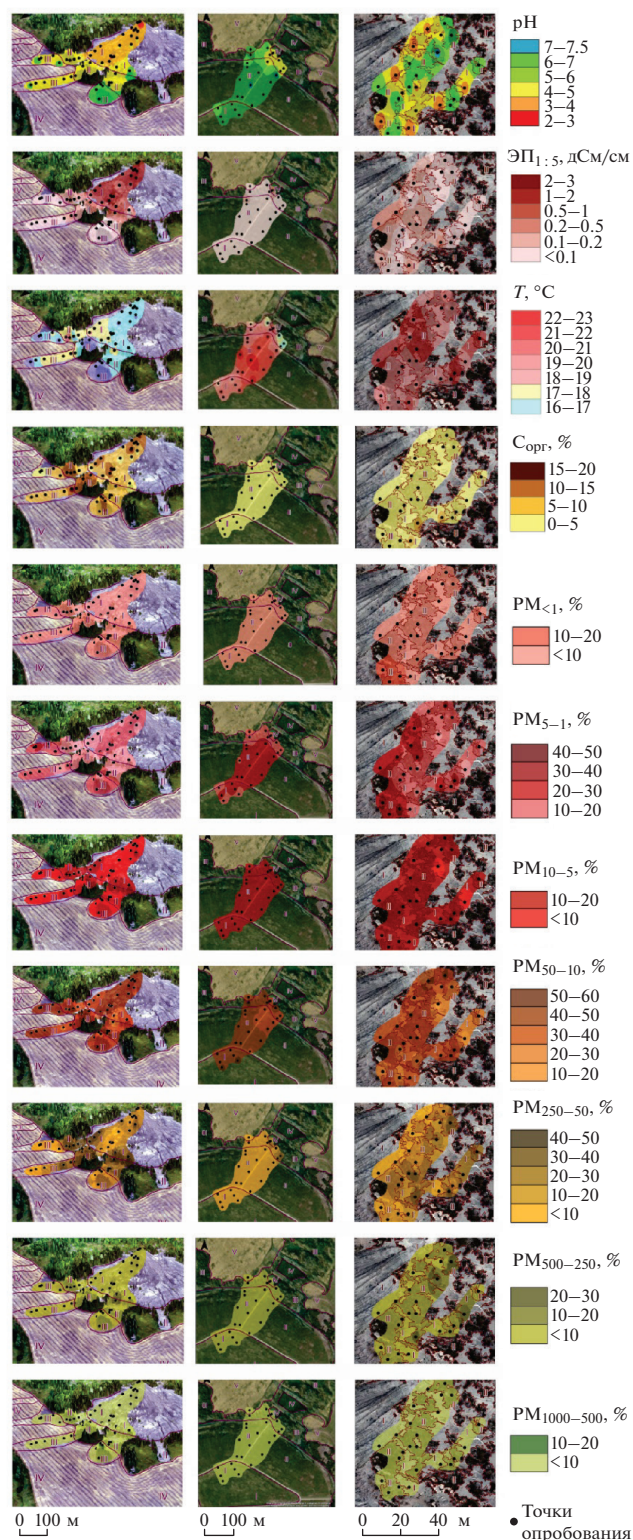 pH
7–7.5
6–7
5–6
4–5
3–4
2–3
ЭП1 : 5, дСм/см
2–3
1–2
0.5–1
0.2–0.5
0.1–0.2
<0.1
T, °C
22–23
21–22
20–21
19–20
18–19
17–18
16–17
Cорг, %
15–20
10–15
5–10
0–5
PM<1, %
10–20
<10
PM5–1, %
40–50
30–40
20–30
10–20
PM10–5, %
10–20
<10
PM50–10, %
50–60
40–50
30–40
20–30
10–20
PM250–50, %
40–50
30–40
20–30
10–20
<10
PM500–250, %
20–30
10–20
<10
PM1000–500, %
10–20
<10
0 100 м
0 100 м
0 20 40 м
Точки
опробования